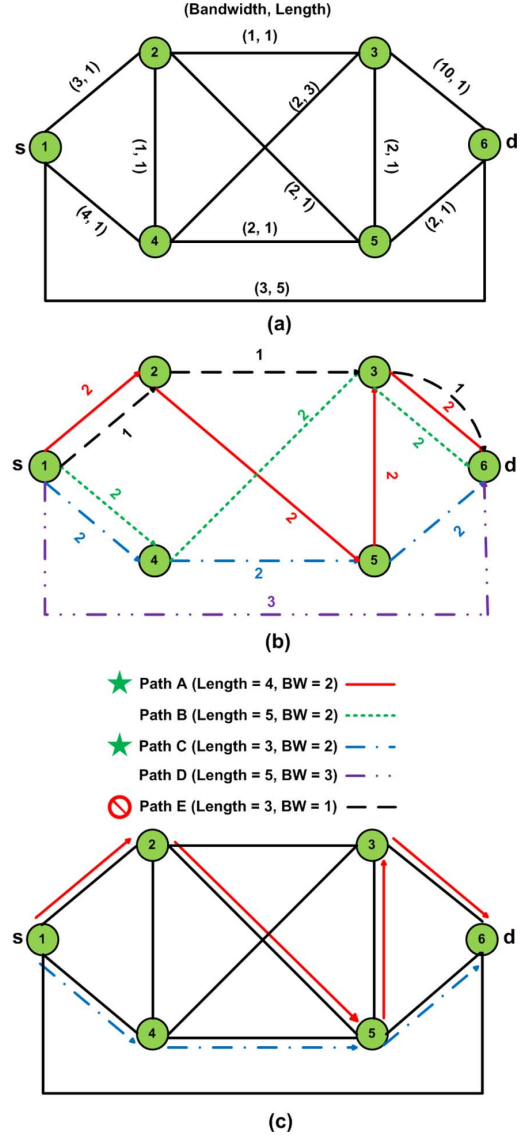 (Bandwidth, Length)
2
(1, 1)
3
(3, 1)
(10, 1)
(2, 3)
s
1
(1, 1)
(2, 1)
6
d
(4, 1)
(2, 1)
(2, 1)
4
(2, 1)
5
(3, 5)
(a)
2
1
3
2
1
1
2
2
2
s
1
6
d
2
2
2
2
2
4
2
5
3
(b)
Path A (Length = 4, BW = 2)
Path B (Length = 5, BW = 2)
Path C (Length = 3, BW = 2)
Path D (Length = 5, BW = 3)
Path E (Length = 3, BW = 1)
2
3
s
1
6
d
4
5
(c)